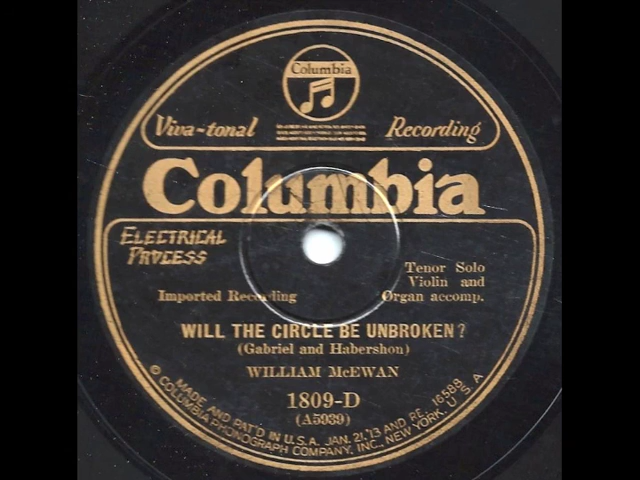 Columbia
Viva-tonal Recording
Columbia
ELECTRICAL
PROCESS
Tenor Solo
Violin and
Organ accomp.
Imported Recording
WILL THE CIRCLE BE UNBROKEN?
(Gabriel and Habershon)
WILLIAM McEWAN
1809-D
(A5939)
MADE AND PAT'D IN U.S.A. JAN. 21, '13 AND RE. 16588
© COLUMBIA PHONOGRAPH COMPANY, INC., NEW YORK, U.S.A